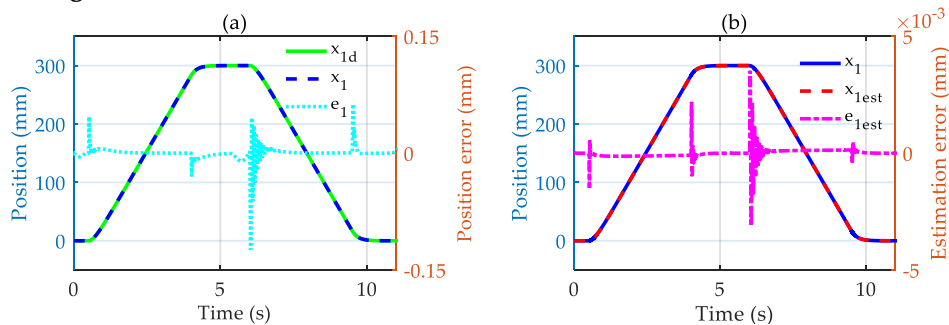 (a)
Position (mm)
300
200
100
0
0.15
0
-0.15
Position error (mm)
x1d
x1
e1
0
5
10
Time (s)
(b)
×10⁻³
Position (mm)
300
200
100
0
5
0
-5
Estimation error (mm)
x1
x1est
e1est
0
5
10
Time (s)